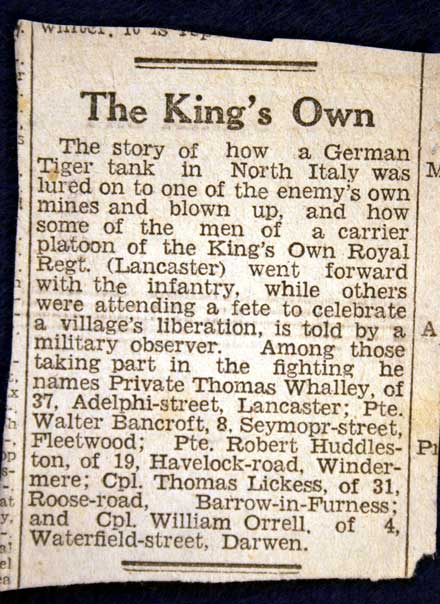 winter. It is
The King's Own
The story of how a German
Tiger tank in North Italy was
lured on to one of the enemy's own
mines and blown up, and how
some of the men of a carrier
platoon of the King's Own Royal
Regt. (Lancaster) went forward
with the infantry, while others
were attending a fete to celebrate
a village's liberation, is told by a
military observer. Among those
taking part in the fighting he
names Private Thomas Whalley, of
37, Adelphi-street, Lancaster; Pte.
Walter Bancroft, 8, Seymopr-street,
Fleetwood; Pte. Robert Huddles-
ton, of 19, Havelock-road, Winder-
mere; Cpl. Thomas Lickess, of 31,
Roose-road, Barrow-in-Furness;
and Cpl. William Orrell, of 4,
Waterfield-street, Darwen.